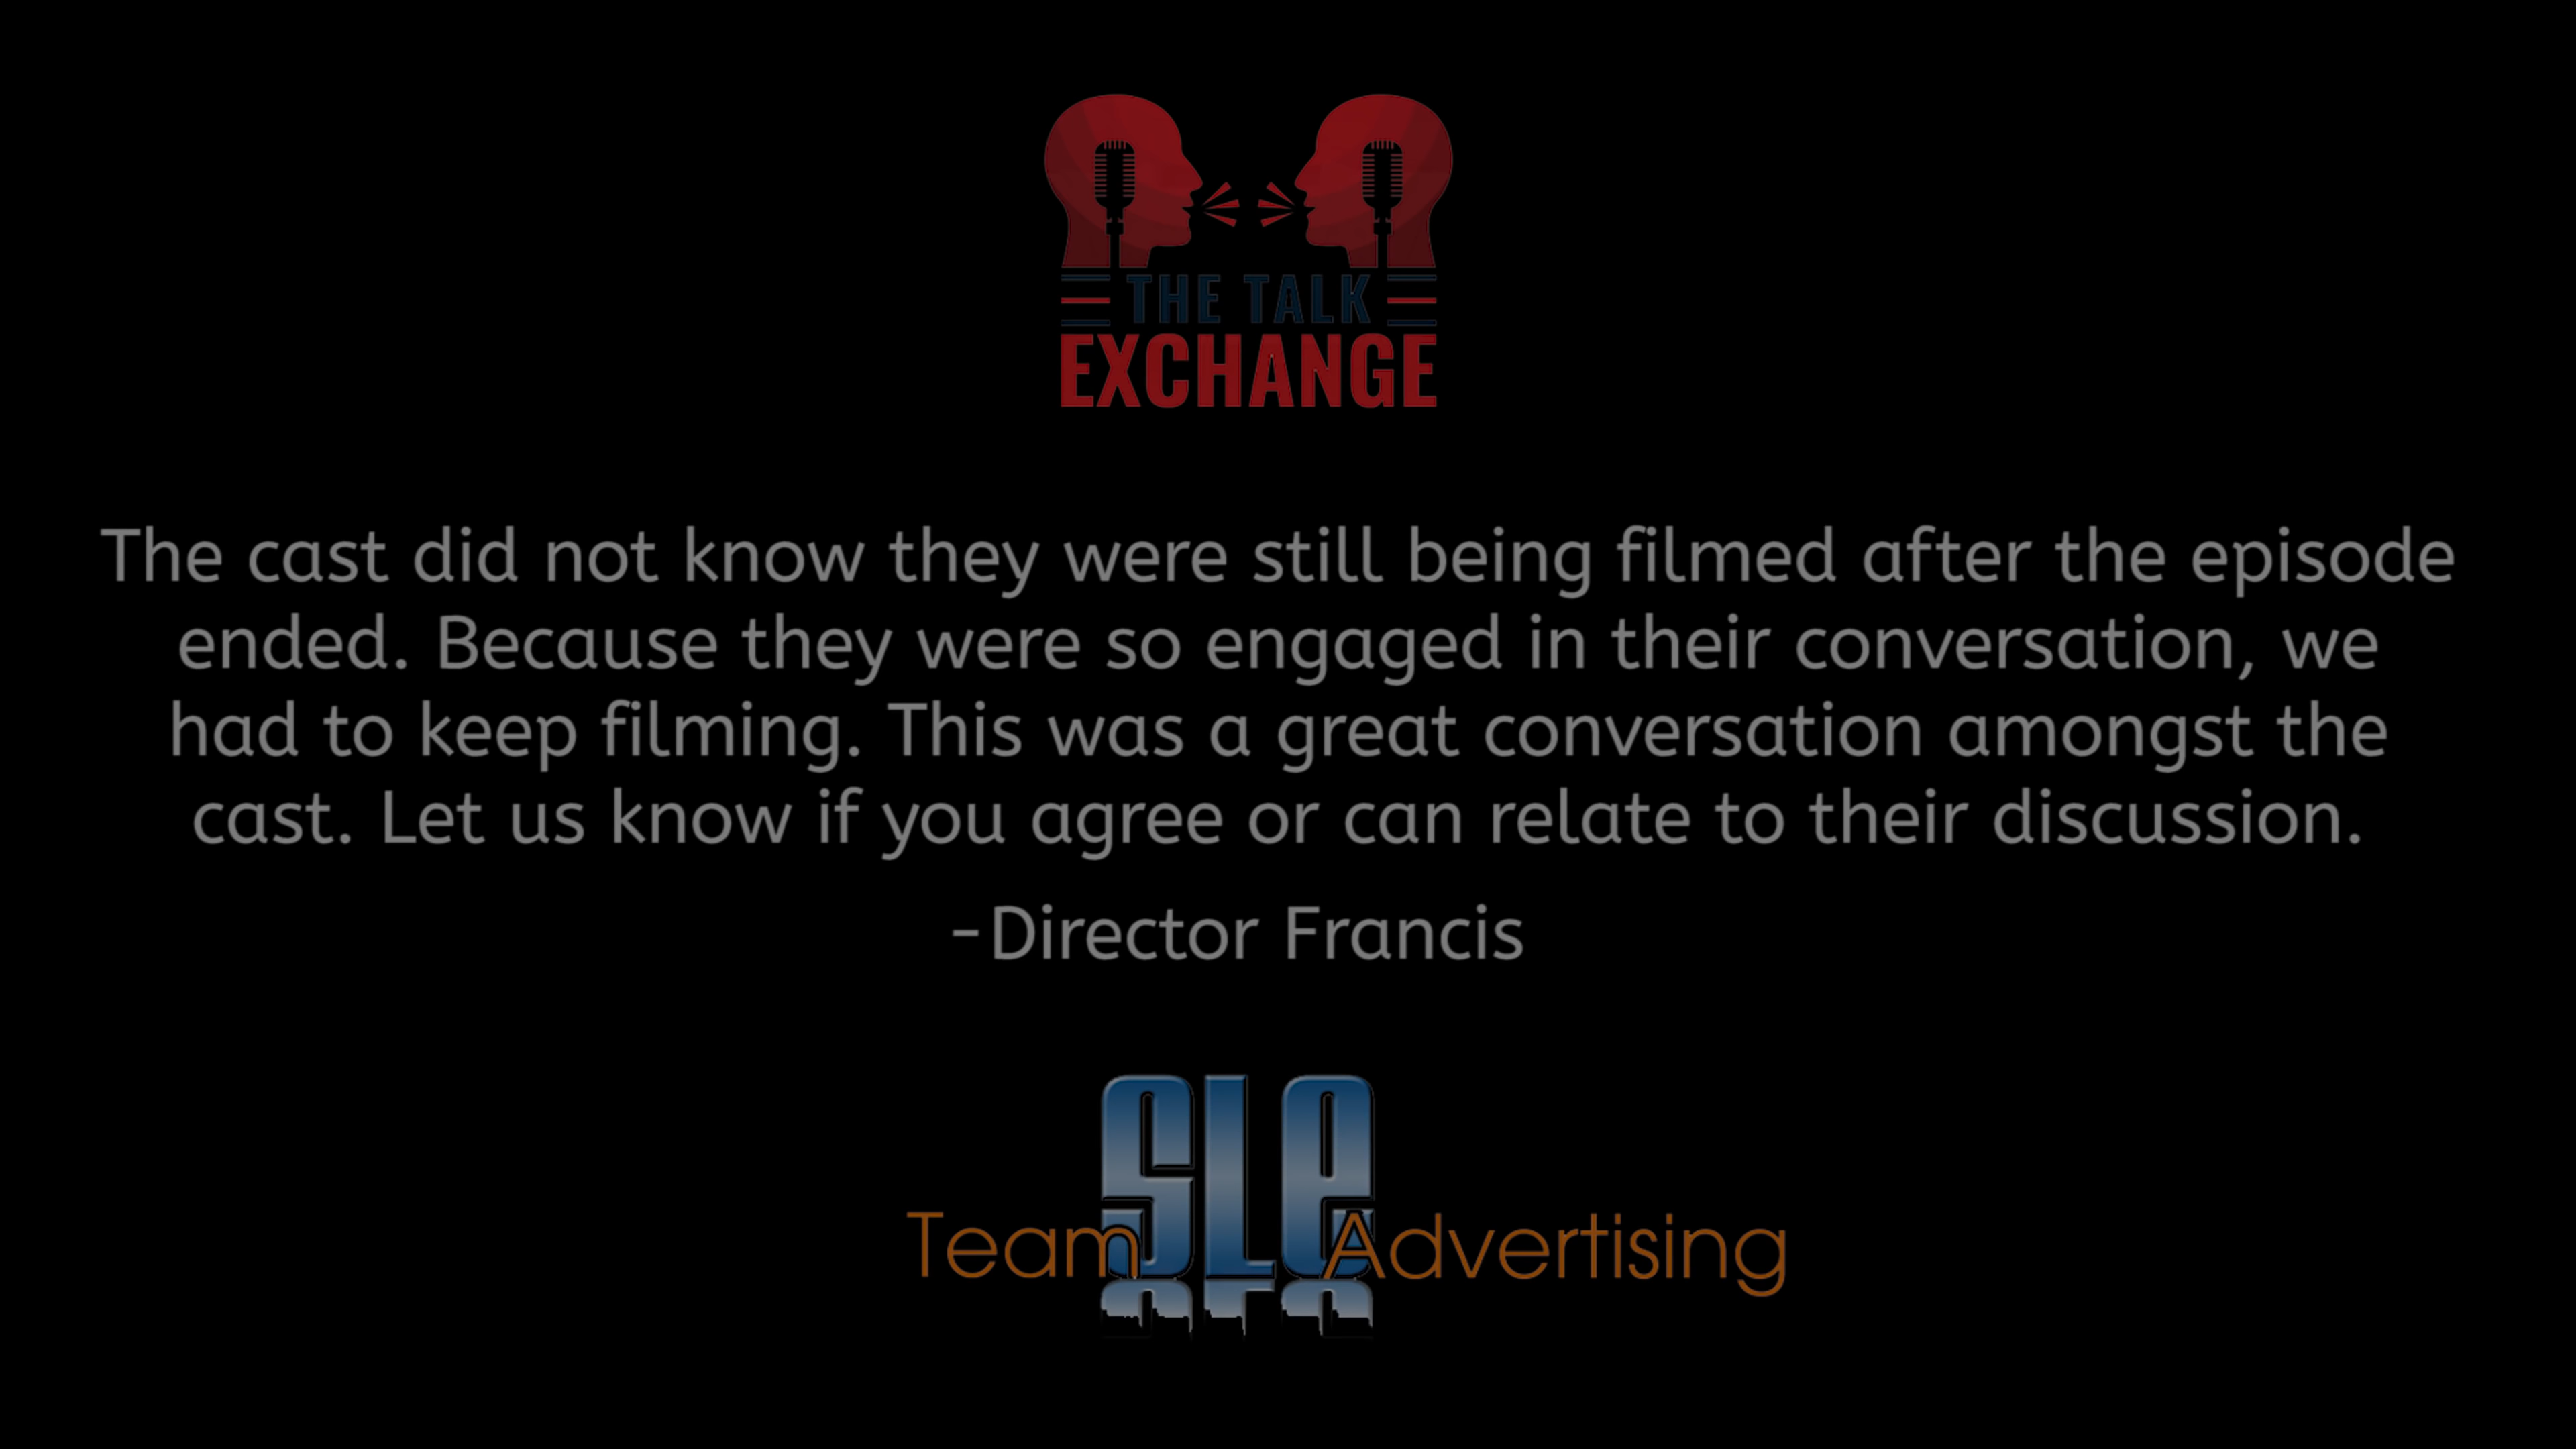 THE TALK
EXCHANGE
The cast did not know they were still being filmed after the episode
ended. Because they were so engaged in their conversation, we
had to keep filming. This was a great conversation amongst the
cast. Let us know if you agree or can relate to their discussion.
-Director Francis
SLE
Team Advertising